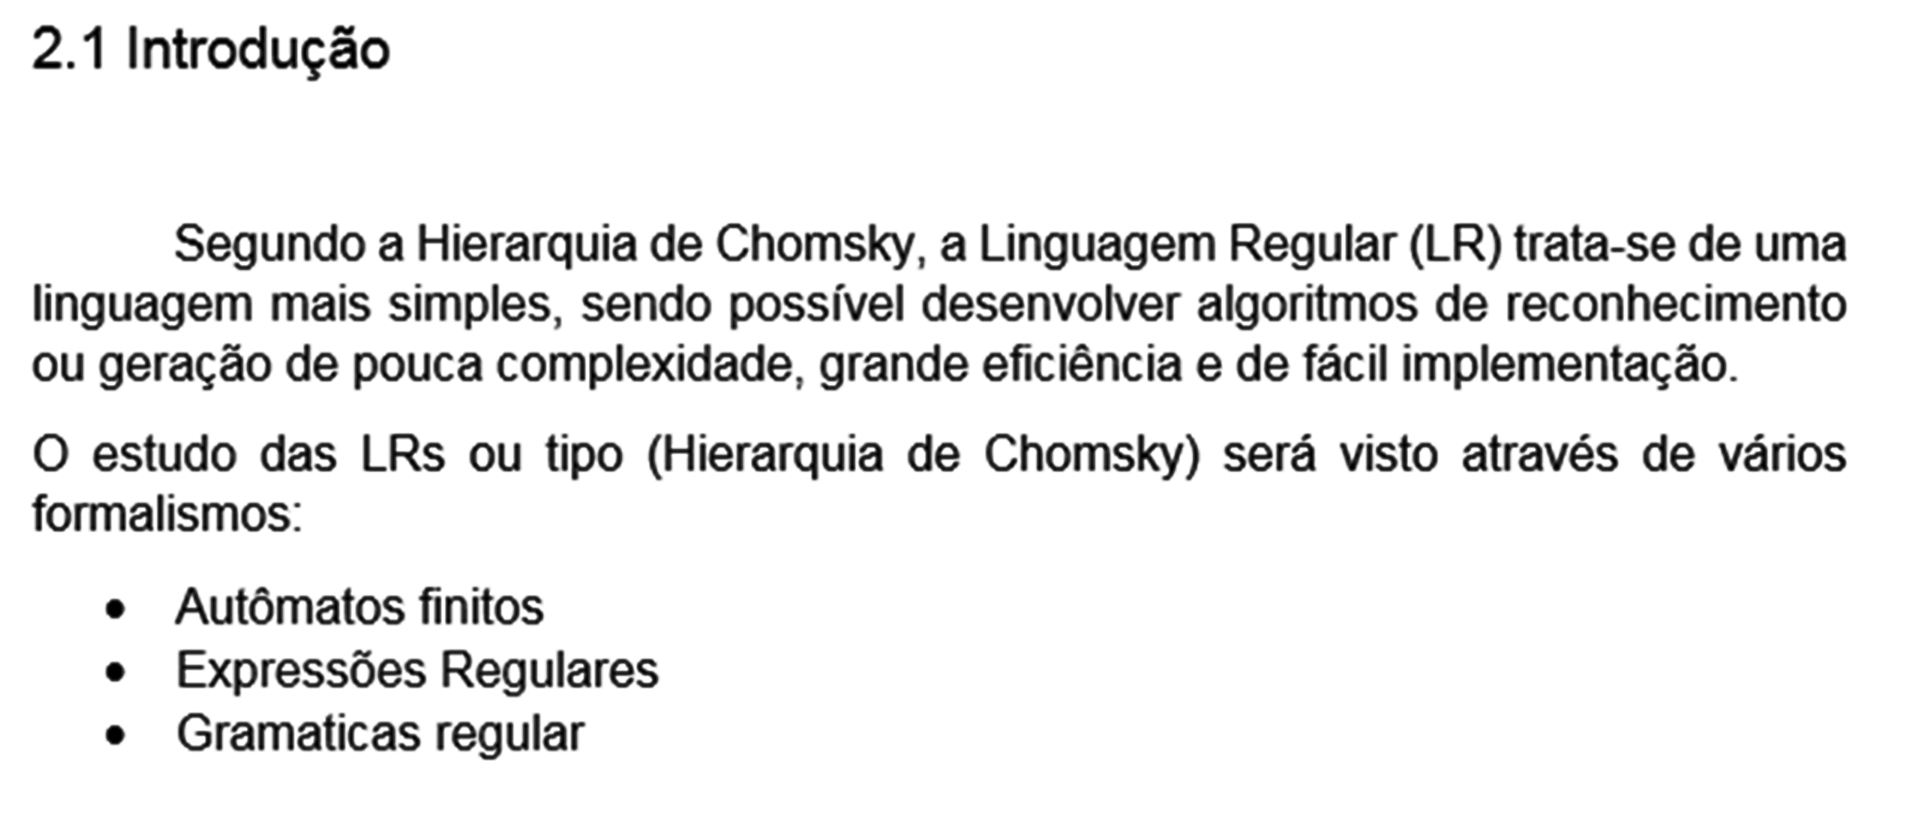 2.1 Introdução
Segundo a Hierarquia de Chomsky, a Linguagem Regular (LR) trata-se de uma
linguagem mais simples, sendo possível desenvolver algoritmos de reconhecimento
ou geração de pouca complexidade, grande eficiência e de fácil implementação.
O estudo das LRs ou tipo (Hierarquia de Chomsky) será visto através de vários
formalismos:
• Autômatos finitos
• Expressões Regulares
• Gramaticas regular